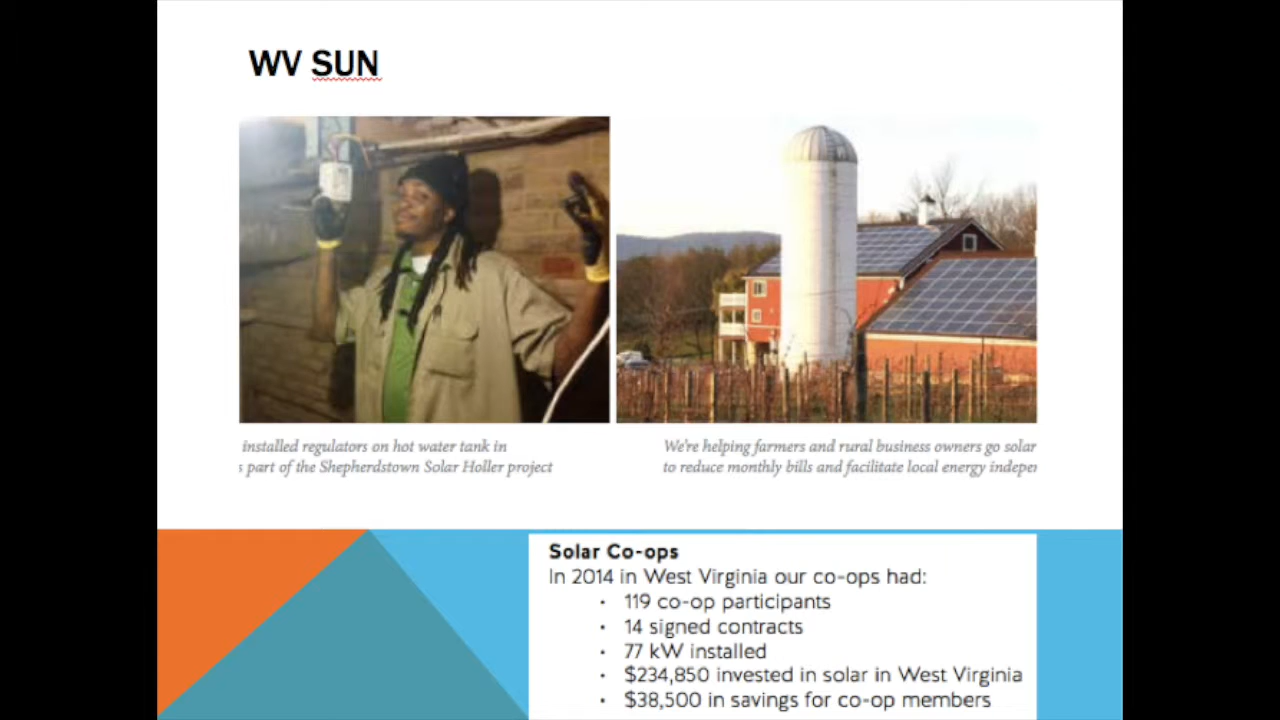 WV SUN
installed regulators on hot water tank in
s part of the Shepherdstown Solar Holler project
We're helping farmers and rural business owners go solar
to reduce monthly bills and facilitate local energy indepe
Solar Co-ops
In 2014 in West Virginia our co-ops had:
• 119 co-op participants
• 14 signed contracts
• 77 kW installed
• $234,850 invested in solar in West Virginia
• $38,500 in savings for co-op members